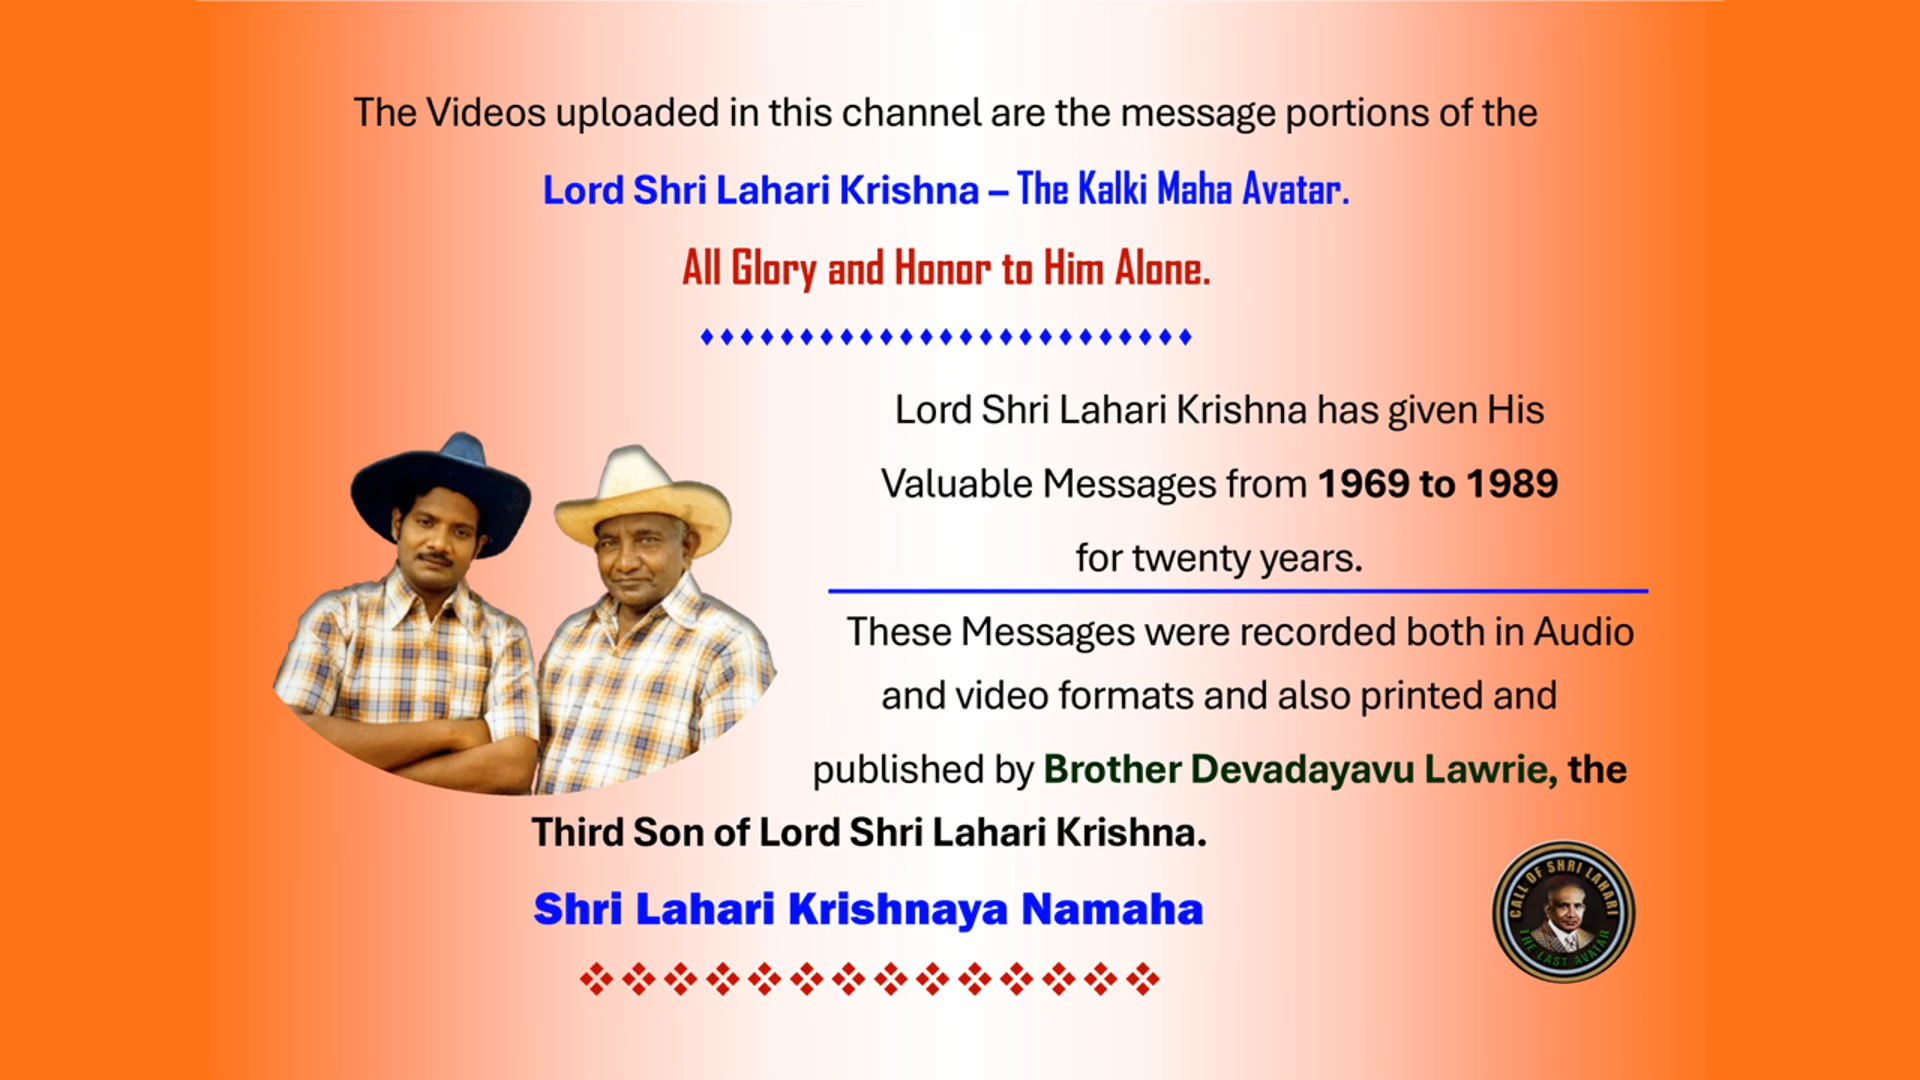 The Videos uploaded in this channel are the message portions of the
Lord Shri Lahari Krishna – The Kalki Maha Avatar.
All Glory and Honor to Him Alone.
Lord Shri Lahari Krishna has given His
Valuable Messages from 1969 to 1989
for twenty years.
These Messages were recorded both in Audio
and video formats and also printed and
published by Brother Devadayavu Lawrie, the
Third Son of Lord Shri Lahari Krishna.
Shri Lahari Krishnaya Namaha
CALL OF SHRI LAHARI
THE LAST AVATAR